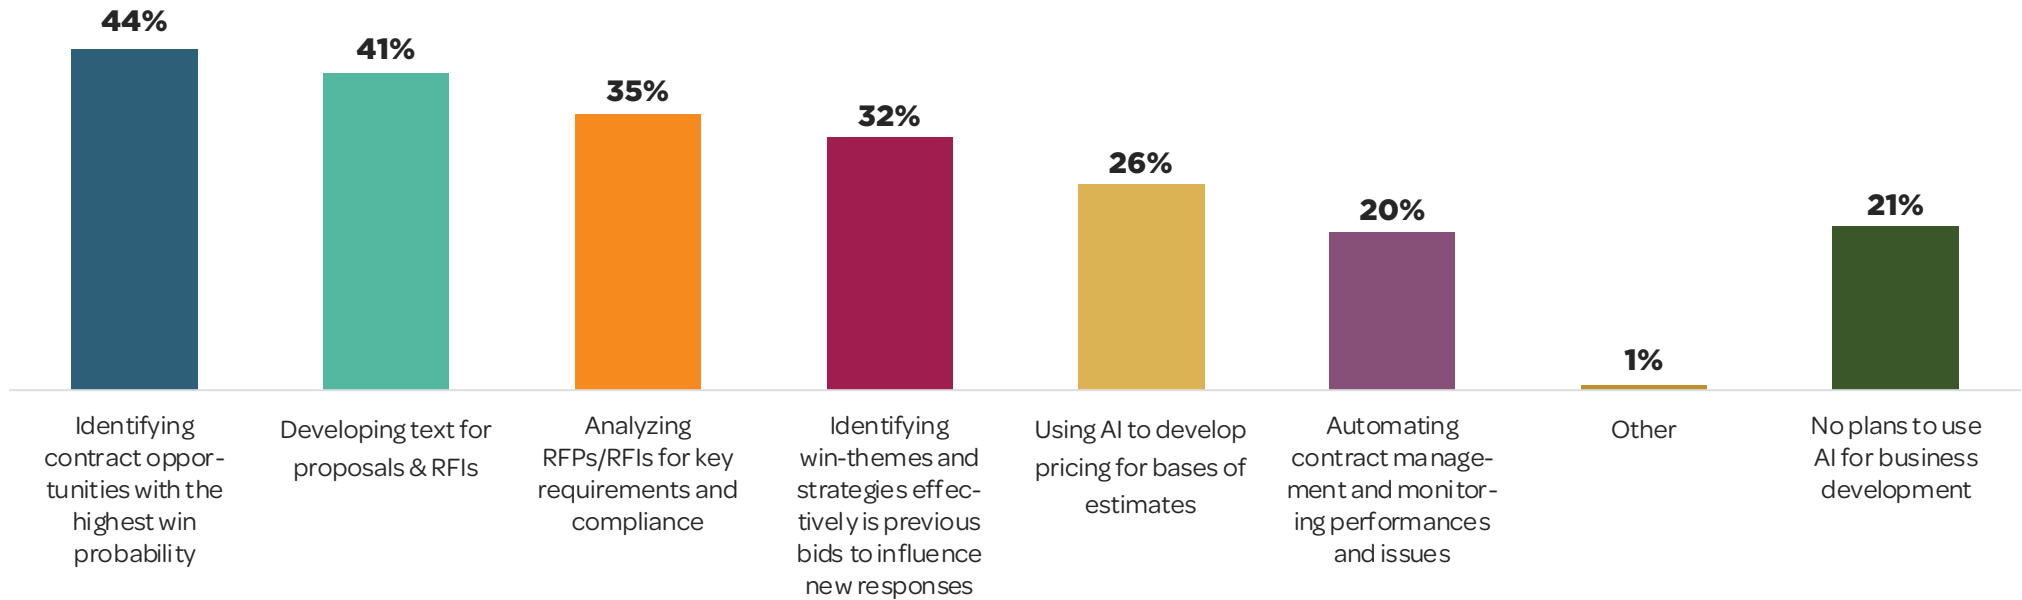 44%
Identifying
contract oppor-
tunities with the
highest win
probability
41%
Developing text for
proposals & RFIs
35%
Analyzing
RFPs/RFIs for key
requirements and
compliance
32%
Identifying
win-themes and
strategies effec-
tively is previous
bids to influence
new responses
26%
Using AI to develop
pricing for bases of
estimates
20%
Automating
contract manage-
ment and monitor-
ing performances
and issues
1%
Other
21%
No plans to use
AI for business
development